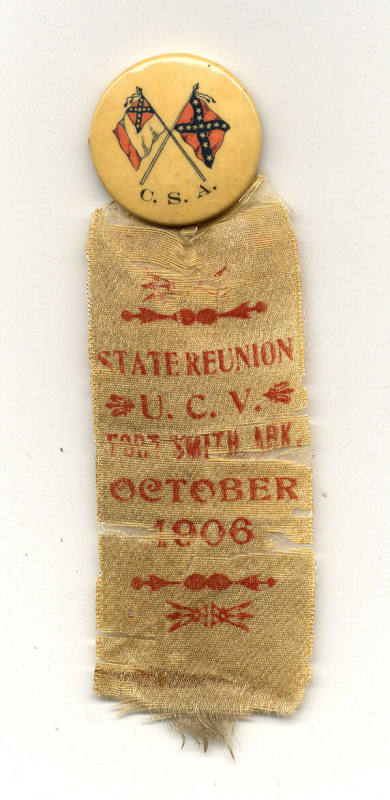 C. S. A.
STATE REUNION
U. C. V.
FORT SMITH, ARK.
OCTOBER
1906